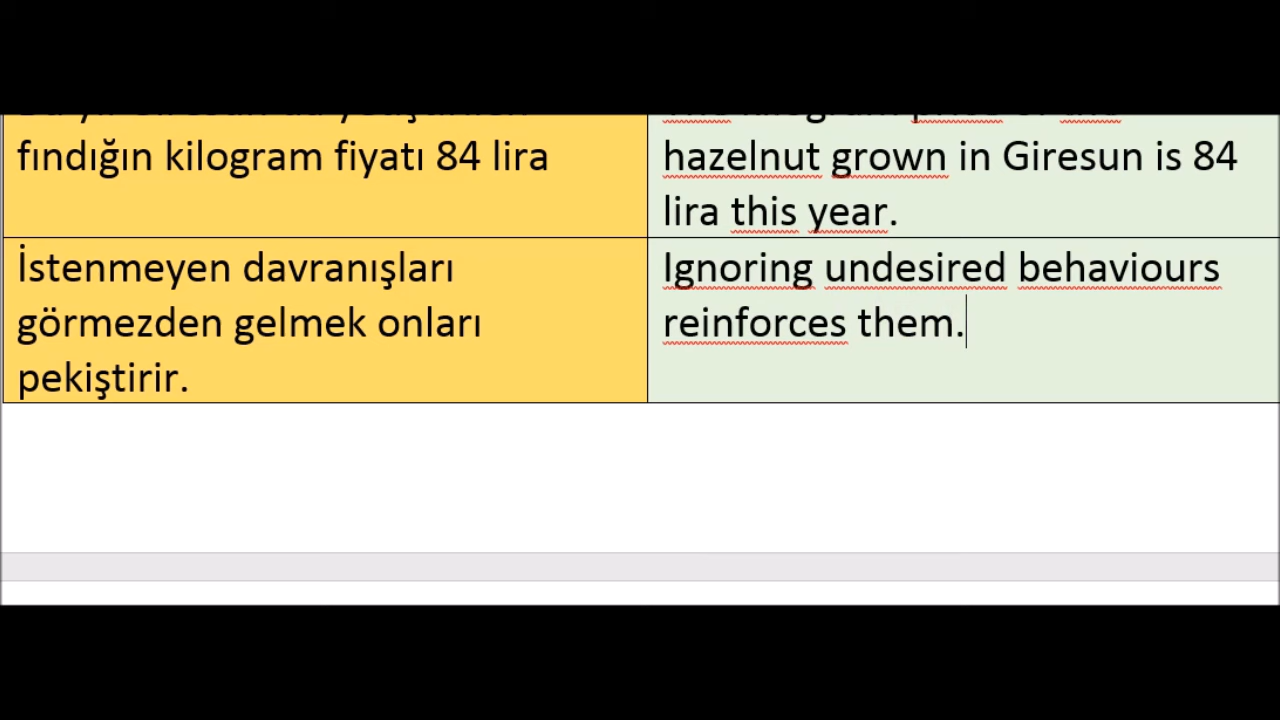 fındığın kilogram fiyatı 84 lira
İstenmeyen davranışları
görmezden gelmek onları
pekiştirir.
hazelnut grown in Giresun is 84
lira this year.
Ignoring undesired behaviours
reinforces them.